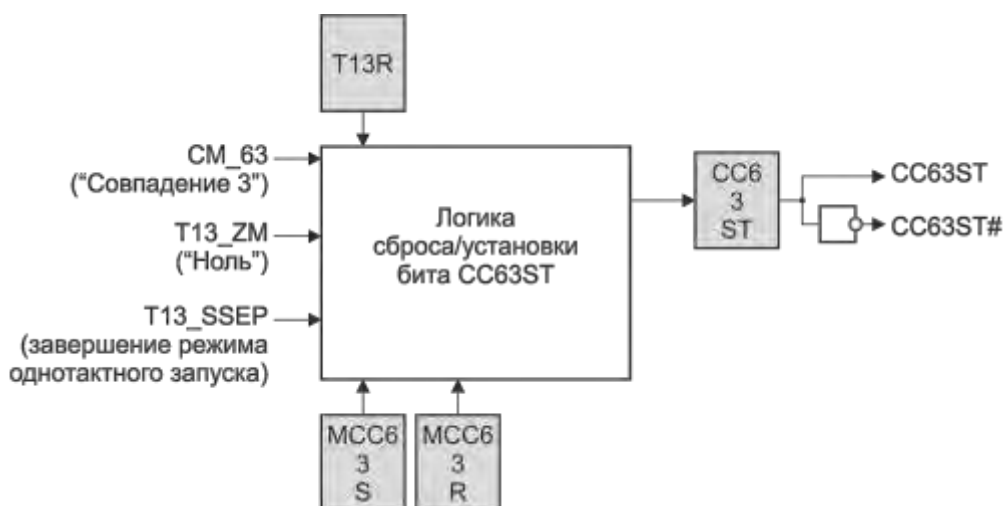 T13R
CM_63
("Совпадение 3")
T13_ZM
("Ноль")
T13_SSEP
(завершение режима
однотактного запуска)
Логика
сброса/установки
бита CC63ST
CC6
3
ST
CC63ST
CC63ST#
MCC6
3
S
MCC6
3
R